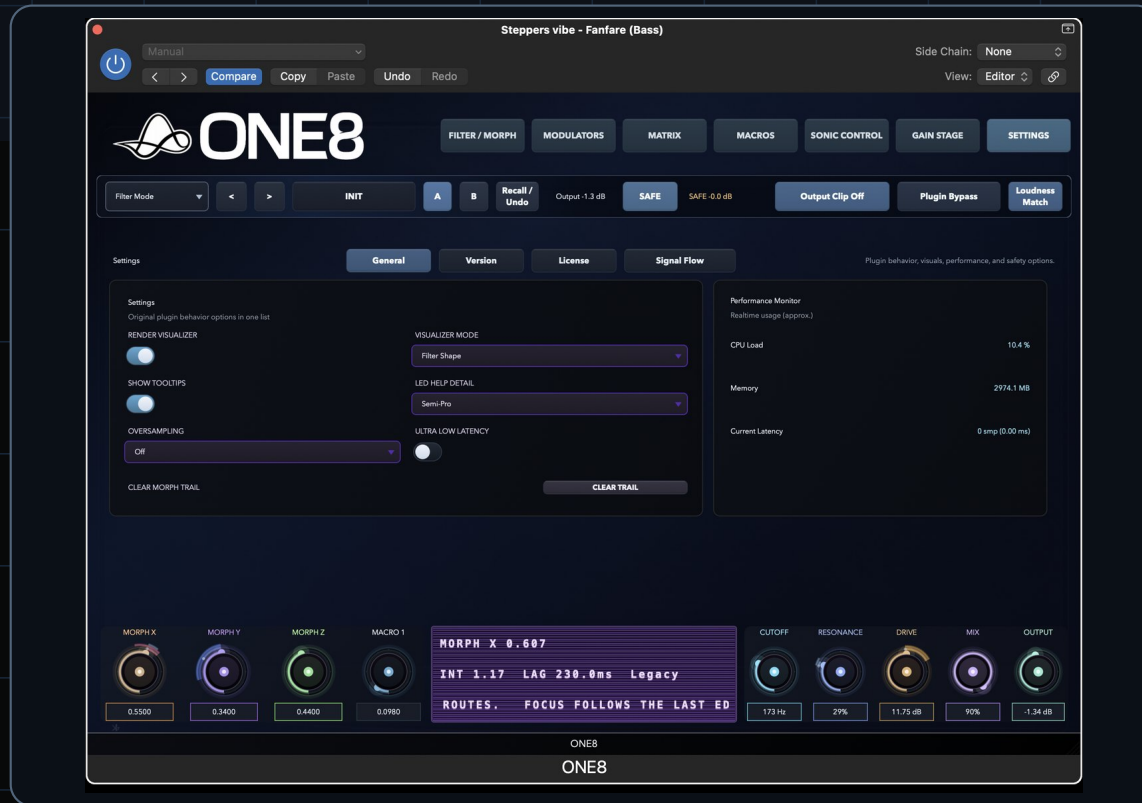 Steppers vibe - Fanfare (Bass)
Manual
Side Chain: None
Compare Copy Paste Undo Redo
View: Editor
ONE8
FILTER / MORPH MODULATORS MATRIX MACROS SONIC CONTROL GAIN STAGE SETTINGS
Filter Mode < > INIT A B Recall / Undo Output -1.3 dB SAFE SAFE -0.0 dB Output Clip Off Plugin Bypass Loudness Match
Settings General Version License Signal Flow Plugin behavior, visuals, performance, and safety options.
Settings
Original plugin behavior options in one list
RENDER VISUALIZER
VISUALIZER MODE
Filter Shape
SHOW TOOLTIPS
LED HELP DETAIL
Semi-Pro
OVERSAMPLING
Off
ULTRA LOW LATENCY
CLEAR MORPH TRAIL
CLEAR TRAIL
Performance Monitor
Realtime usage (approx.)
CPU Load 10.4 %
Memory 2974.1 MB
Current Latency 0 smp (0.00 ms)
MORPH X MORPH Y MORPH Z MACRO 1
0.5500 0.3400 0.4400 0.0980
MORPH X 0.607
INT 1.17 LAG 230.0ms Legacy
ROUTES. FOCUS FOLLOWS THE LAST ED
CUTOFF RESONANCE DRIVE MIX OUTPUT
173 Hz 29% 11.75 dB 90% -1.34 dB
ONE8
ONE8